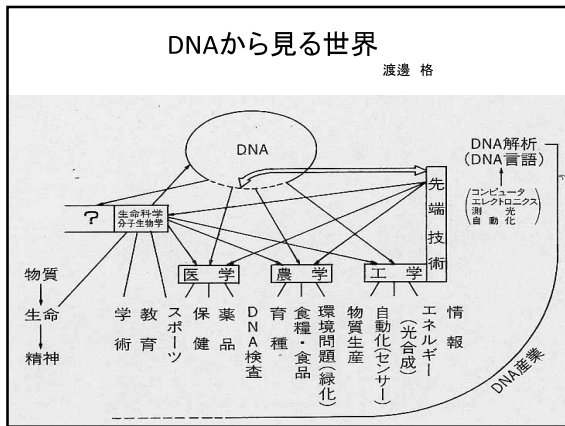 DNAから見る世界
渡邊 格
DNA
DNA解析
(DNA言語)
コンピュータ
エレクトロニクス
測光
自動化
先端技術
?
生命科学
分子生物学
医学
農学
工学
物質
生命
精神
学術
教育
スポーツ
保健
薬品
DNA検査
育種
食糧・食品
環境問題(緑化)
物質生産
自動化(センサー)
エネルギー
(光合成)
情報
DNA産業